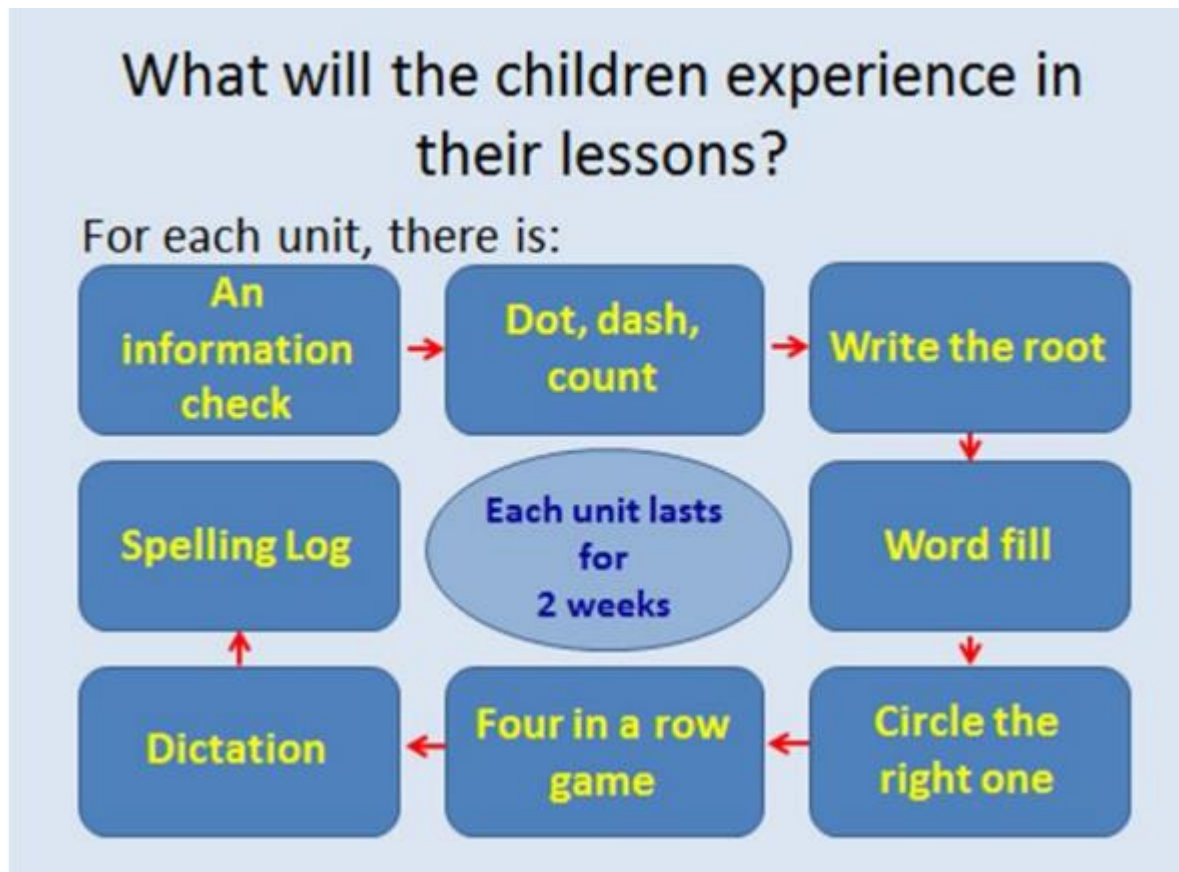 What will the children experience in
their lessons?
For each unit, there is:
An
information
check
Dot, dash,
count
Write the root
Word fill
Circle the
right one
Four in a row
game
Dictation
Spelling Log
Each unit lasts
for
2 weeks